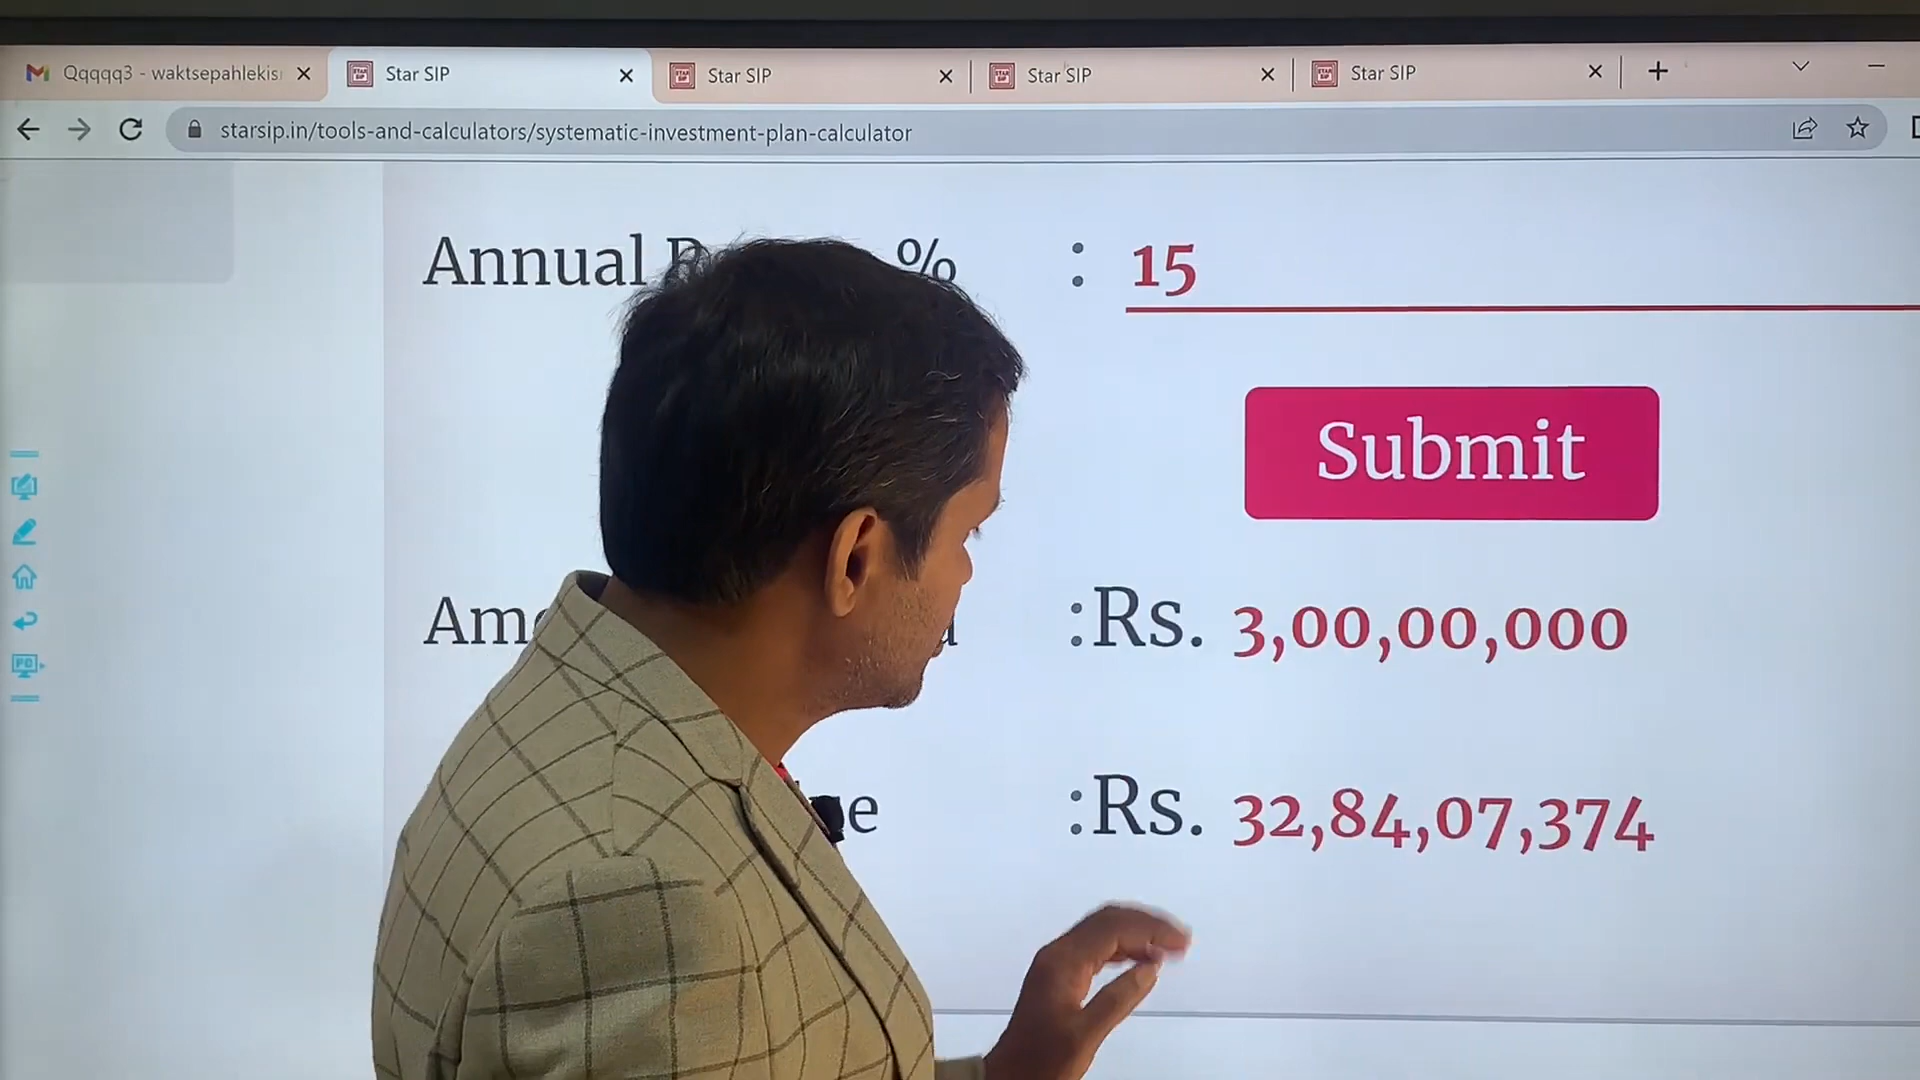 Qqqqq3 - waktsepahlekis
Star SIP
Star SIP
Star SIP
Star SIP
starsip.in/tools-and-calculators/systematic-investment-plan-calculator
Annual % : 15
Submit
:Rs. 3,00,00,000
:Rs. 32,84,07,374